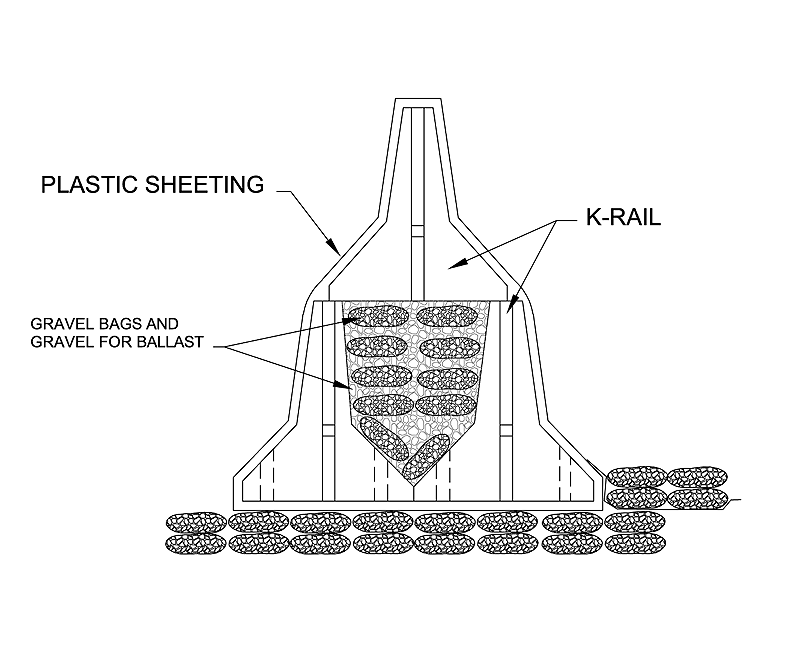 PLASTIC SHEETING
K-RAIL
GRAVEL BAGS AND
GRAVEL FOR BALLAST